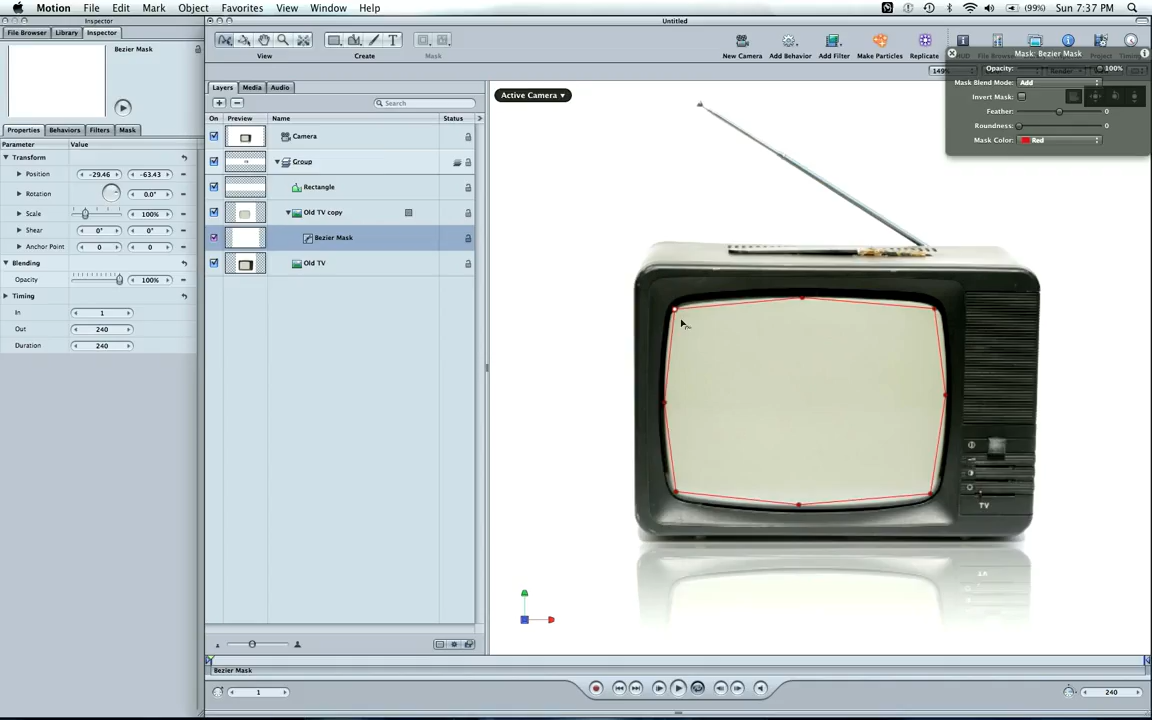 Motion File Edit Mark Object Favorites View Window Help (99%) Sun 7:37 PM
Inspector
Untitled
File Browser Library Inspector
Bezier Mask
View Create Mask New Camera Add Behavior Add Filter Make Particles Replicate
Mask: Bezier Mask
Opacity: 100%
Mask Blend Mode: Add
Invert Mask:
Feather: 0
Roundness: 0
Mask Color: Red
149%
Layers Media Audio
Active Camera
Search
On Preview Name Status
Camera
Group
Rectangle
Old TV copy
Bezier Mask
Old TV
Properties Behaviors Filters Mask
Parameter Value
Transform
Position -29.46 -63.43
Rotation 0.0°
Scale 100%
Shear 0° 0°
Anchor Point 0 0
Blending
Opacity 100%
Timing
In 1
Out 240
Duration 240
TV
Bezier Mask
1 240